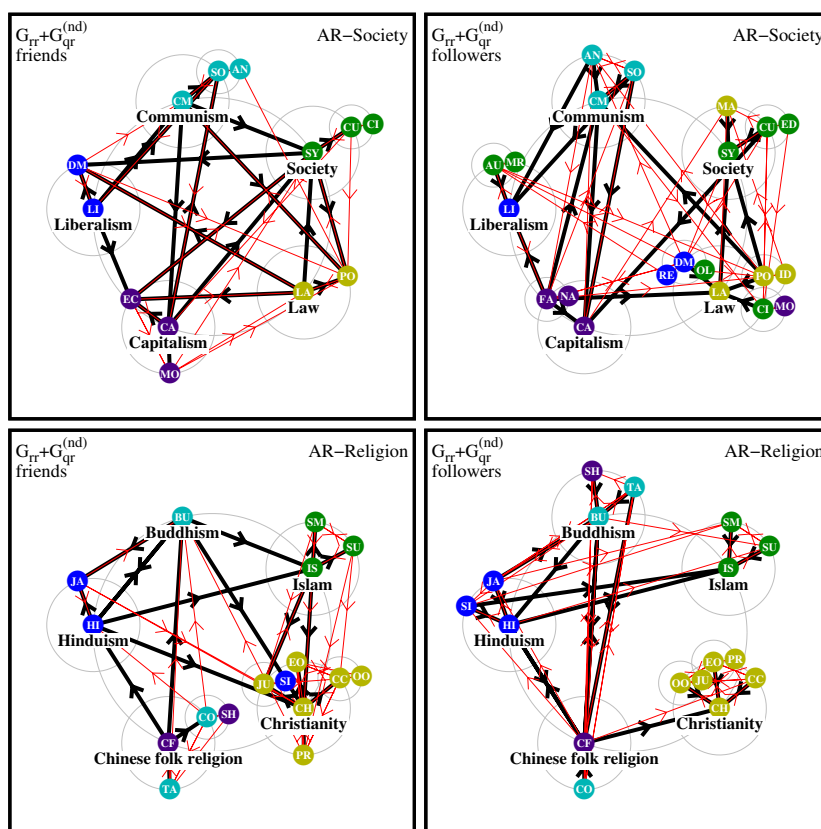 G_rr+G_qr^(nd) AR−Society
friends
SO AN
CM
Communism
CU CI
SY
Society
DM
LI
Liberalism
EC
LA
PO
Law
CA
Capitalism
MO
G_rr+G_qr^(nd) AR−Society
followers
AN
SO
CM
Communism
MA
CU ED
SY
Society
AU MR
LI
Liberalism
DM
RE OL
PO ID
FA NA
LA
Law
CI MO
CA
Capitalism
G_rr+G_qr^(nd) AR−Religion
friends
BU
Buddhism
SM
SU
IS
Islam
JA
HI
Hinduism
EO
JU SI CC OO
CH
Christianity
CO SH
CF
Chinese folk religion
PR
TA
G_rr+G_qr^(nd) AR−Religion
followers
SH
TA
BU
Buddhism
SM
SU
IS
Islam
JA
SI
HI
Hinduism
EO PR
OO JU CC
CH
Christianity
CF
Chinese folk religion
CO